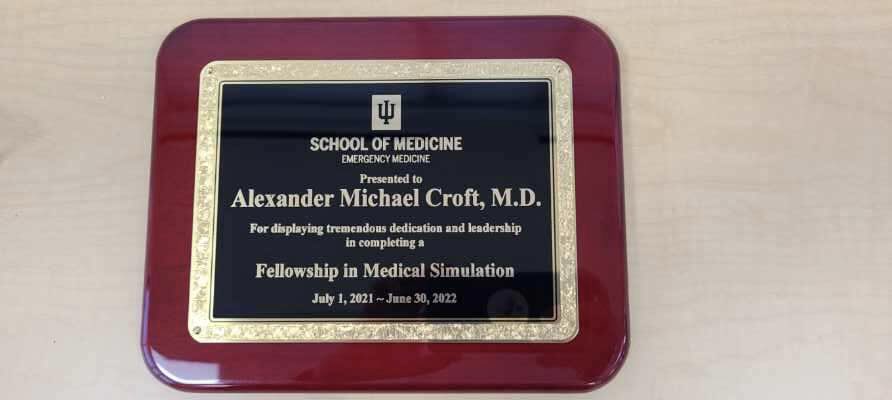 SCHOOL OF MEDICINE
EMERGENCY MEDICINE
Presented to
Alexander Michael Croft, M.D.
For displaying tremendous dedication and leadership
in completing a
Fellowship in Medical Simulation
July 1, 2021 ~ June 30, 2022